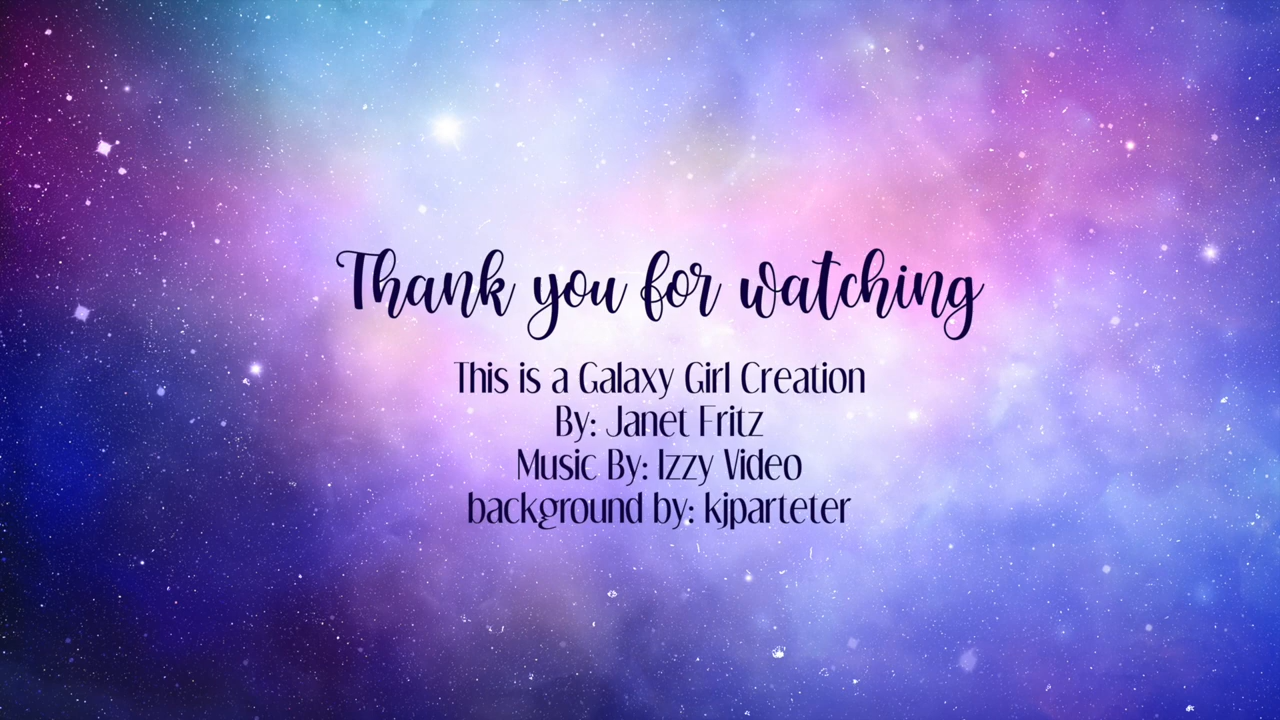 Thank you for watching
This is a Galaxy Girl Creation
By: Janet Fritz
Music By: Izzy Video
background by: kjparteter